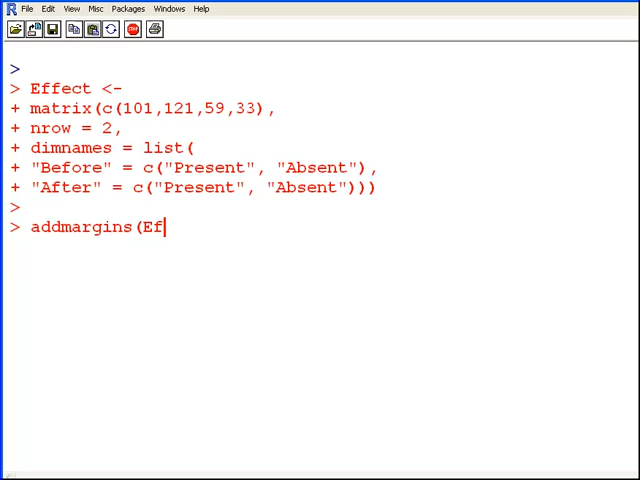 File Edit View Misc Packages Windows Help
>
> Effect <-
+ matrix(c(101,121,59,33),
+ nrow = 2,
+ dimnames = list(
+ "Before" = c("Present", "Absent"),
+ "After" = c("Present", "Absent")))
>
> addmargins(Ef